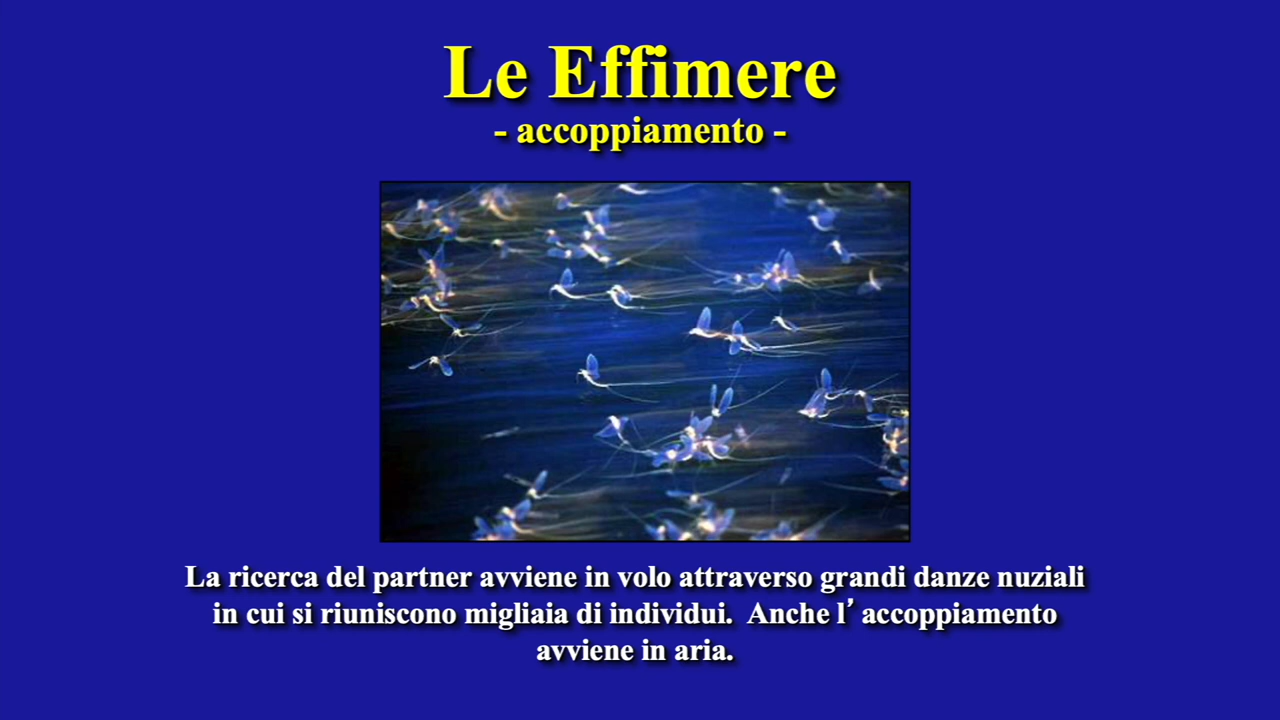 Le Effimere
- accoppiamento -
La ricerca del partner avviene in volo attraverso grandi danze nuziali
in cui si riuniscono migliaia di individui.  Anche l’ accoppiamento
avviene in aria.